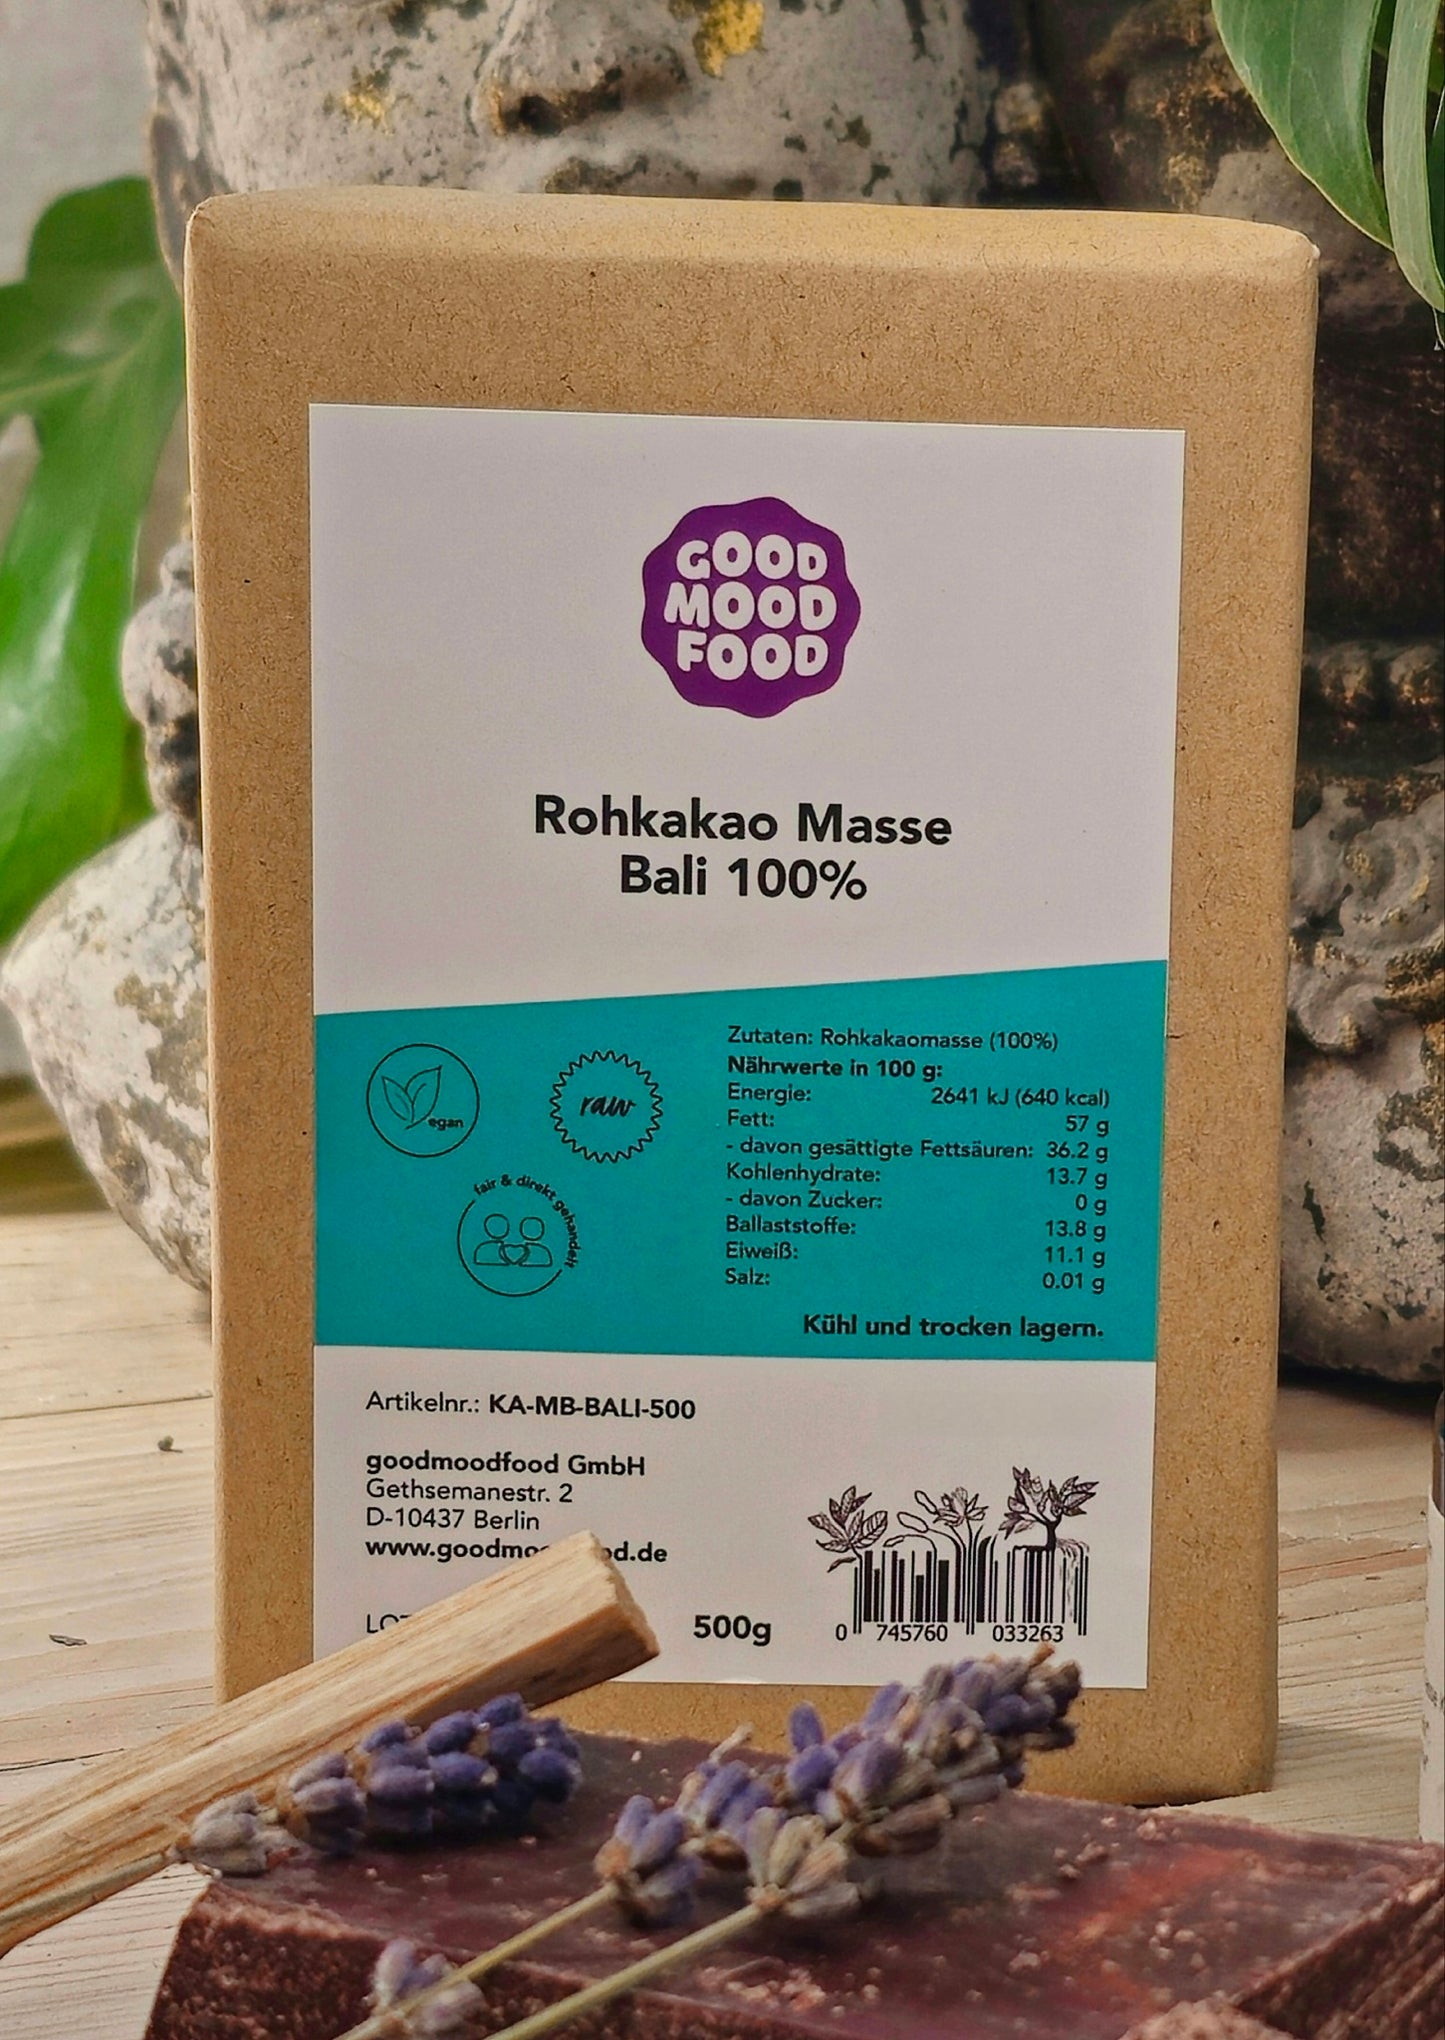 GOOD
MOOD
FOOD
Rohkakao Masse
Bali 100%
egan
raw
fair & direkt gehandelt
Zutaten: Rohkakaomasse (100%)
Nährwerte in 100 g:
Energie: 2641 kJ (640 kcal)
Fett: 57 g
- davon gesättigte Fettsäuren: 36.2 g
Kohlenhydrate: 13.7 g
- davon Zucker: 0 g
Ballaststoffe: 13.8 g
Eiweiß: 11.1 g
Salz: 0.01 g
Kühl und trocken lagern.
Artikelnr.: KA-MB-BALI-500
goodmoodfood GmbH
Gethsemanestr. 2
D-10437 Berlin
500g
0 745760 033263